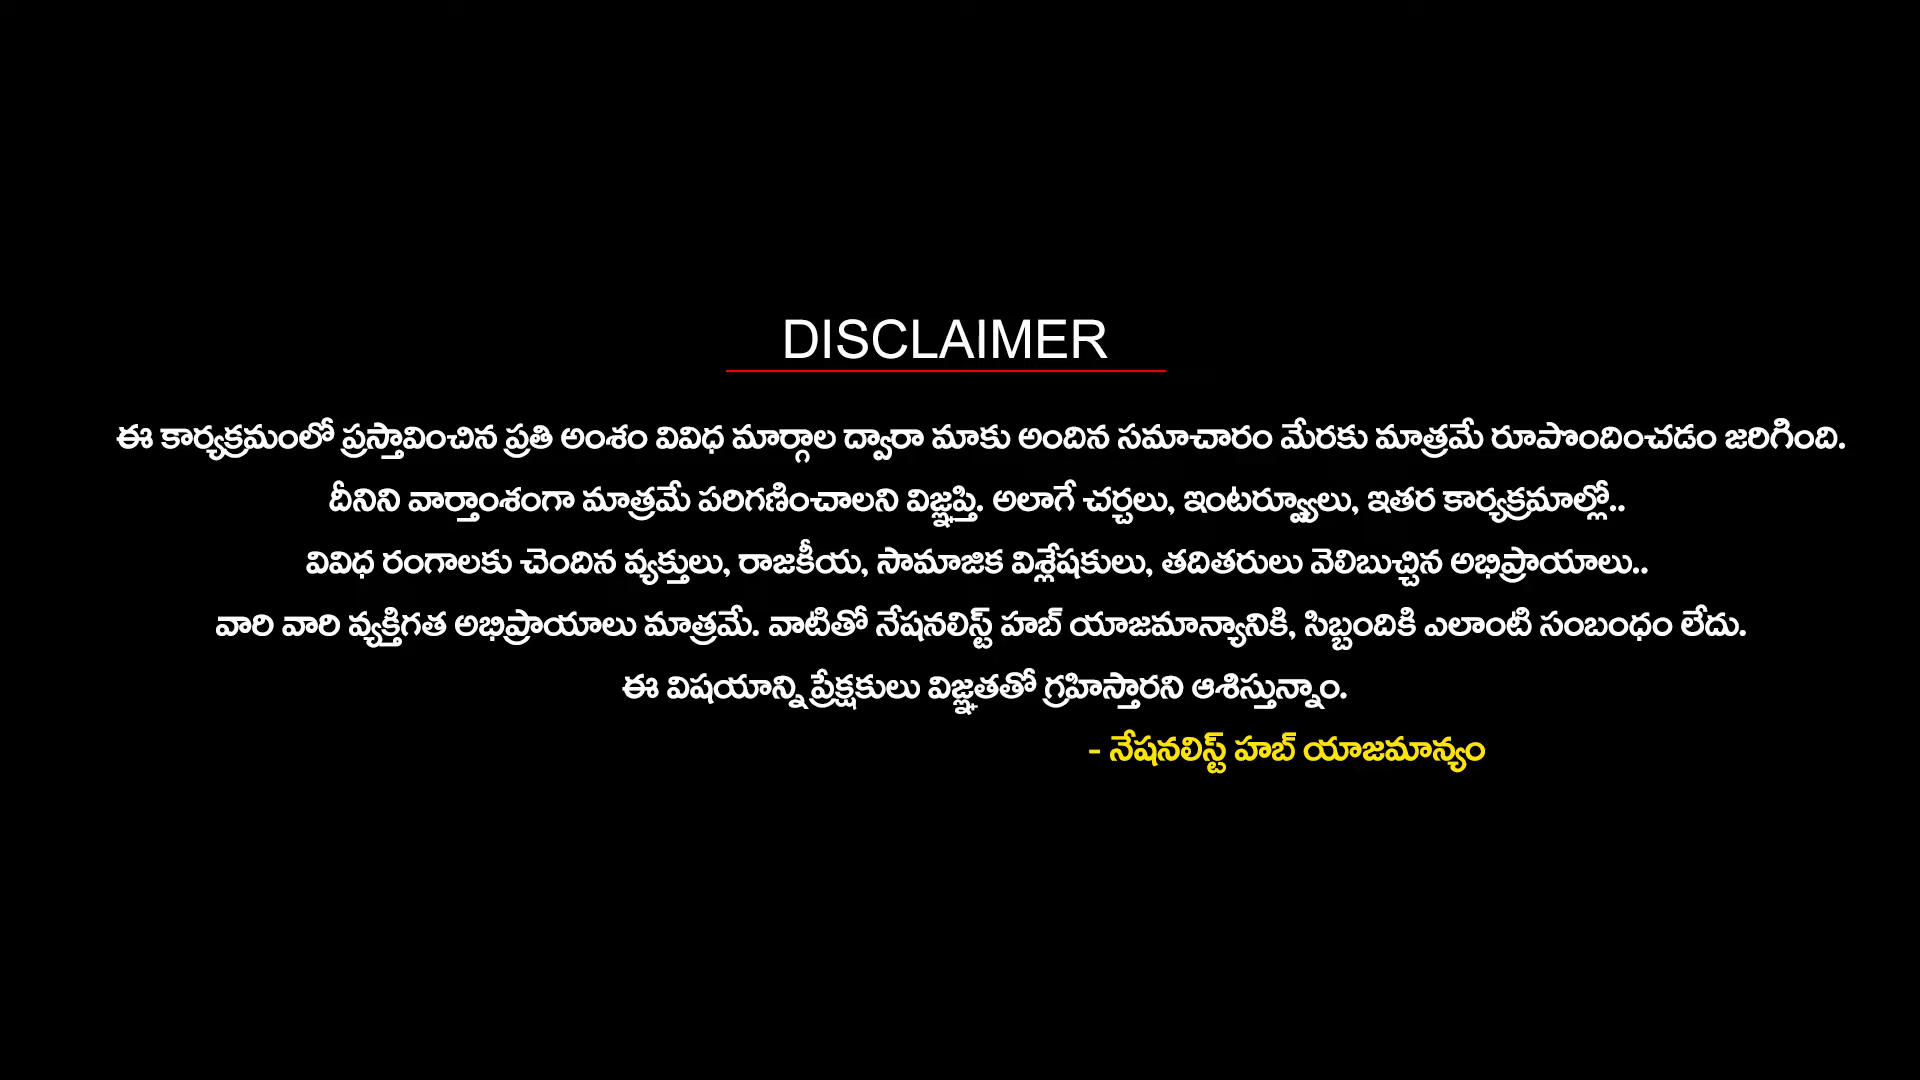 DISCLAIMER
ఈ కార్యక్రమంలో ప్రస్తావించిన ప్రతి అంశం వివిధ మార్గాల ద్వారా మాకు అందిన సమాచారం మేరకు మాత్రమే రూపొందించడం జరిగింది.
దీనిని వార్తాంశంగా మాత్రమే పరిగణించాలని విజ్ఞప్తి. అలాగే చర్చలు, ఇంటర్వ్యూలు, ఇతర కార్యక్రమాల్లో..
వివిధ రంగాలకు చెందిన వ్యక్తులు, రాజకీయ, సామాజిక విశ్లేషకులు, తదితరులు వెలిబుచ్చిన అభిప్రాయాలు..
వారి వారి వ్యక్తిగత అభిప్రాయాలు మాత్రమే. వాటితో నేషనలిస్ట్ హబ్ యాజమాన్యానికి, సిబ్బందికి ఎలాంటి సంబంధం లేదు.
ఈ విషయాన్ని ప్రేక్షకులు విజ్ఞతతో గ్రహిస్తారని ఆశిస్తున్నాం.
- నేషనలిస్ట్ హబ్ యాజమాన్యం